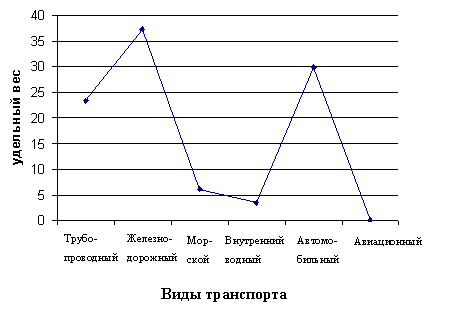 40
35
30
25
20
15
10
5
0
удельный вес
Трубо-
проводный
Железно-
дорожный
Мор-
ской
Внутренний
водный
Автомо-
бильный
Авиационный
Виды транспорта